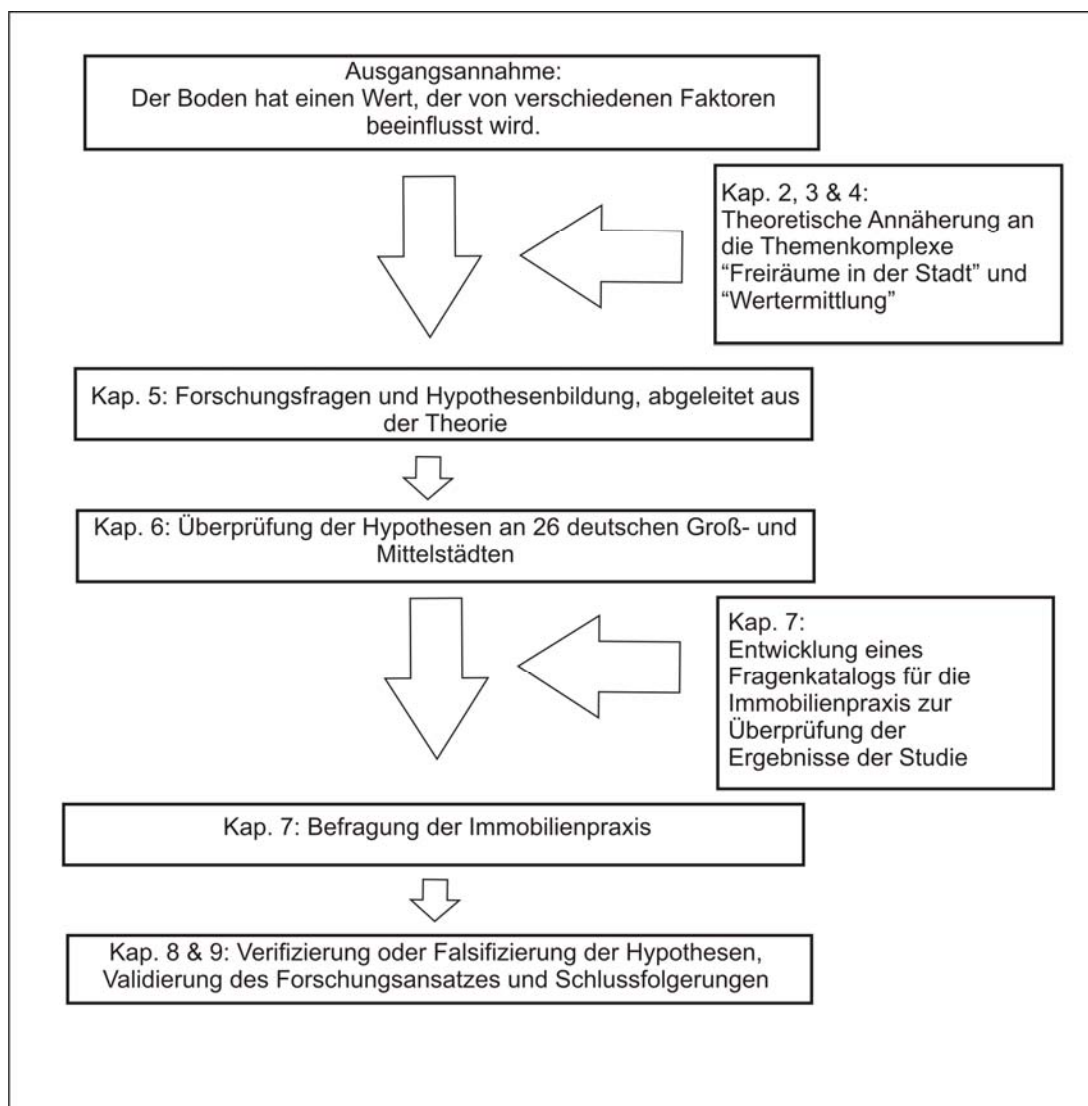 Ausgangsannahme:
Der Boden hat einen Wert, der von verschiedenen Faktoren
beeinflusst wird.
Kap. 2, 3 & 4:
Theoretische Annäherung an
die Themenkomplexe
“Freiräume in der Stadt” und
“Wertermittlung”
Kap. 5: Forschungsfragen und Hypothesenbildung, abgeleitet aus
der Theorie
Kap. 6: Überprüfung der Hypothesen an 26 deutschen Groß- und
Mittelstädten
Kap. 7:
Entwicklung eines
Fragenkatalogs für die
Immobilienpraxis zur
Überprüfung der
Ergebnisse der Studie
Kap. 7: Befragung der Immobilienpraxis
Kap. 8 & 9: Verifizierung oder Falsifizierung der Hypothesen,
Validierung des Forschungsansatzes und Schlussfolgerungen